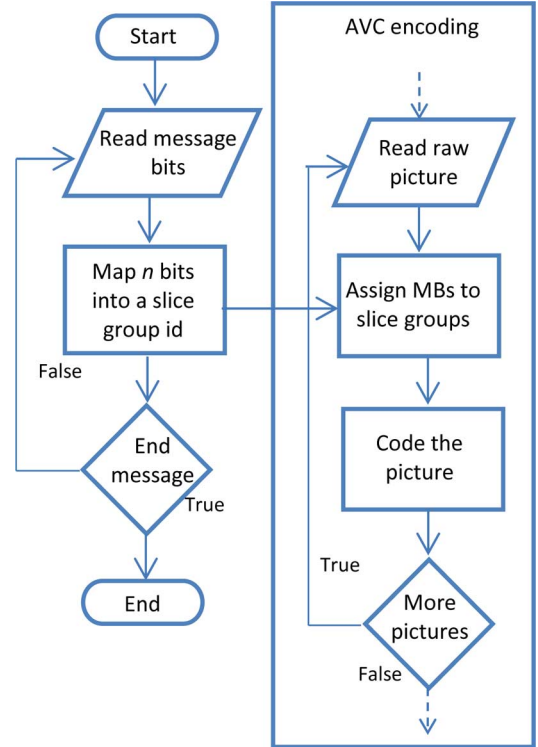 Start
Read message
bits
Map n bits
into a slice
group id
False
End
message
True
End
AVC encoding
Read raw
picture
Assign MBs to
slice groups
Code the
picture
True
More
pictures
False